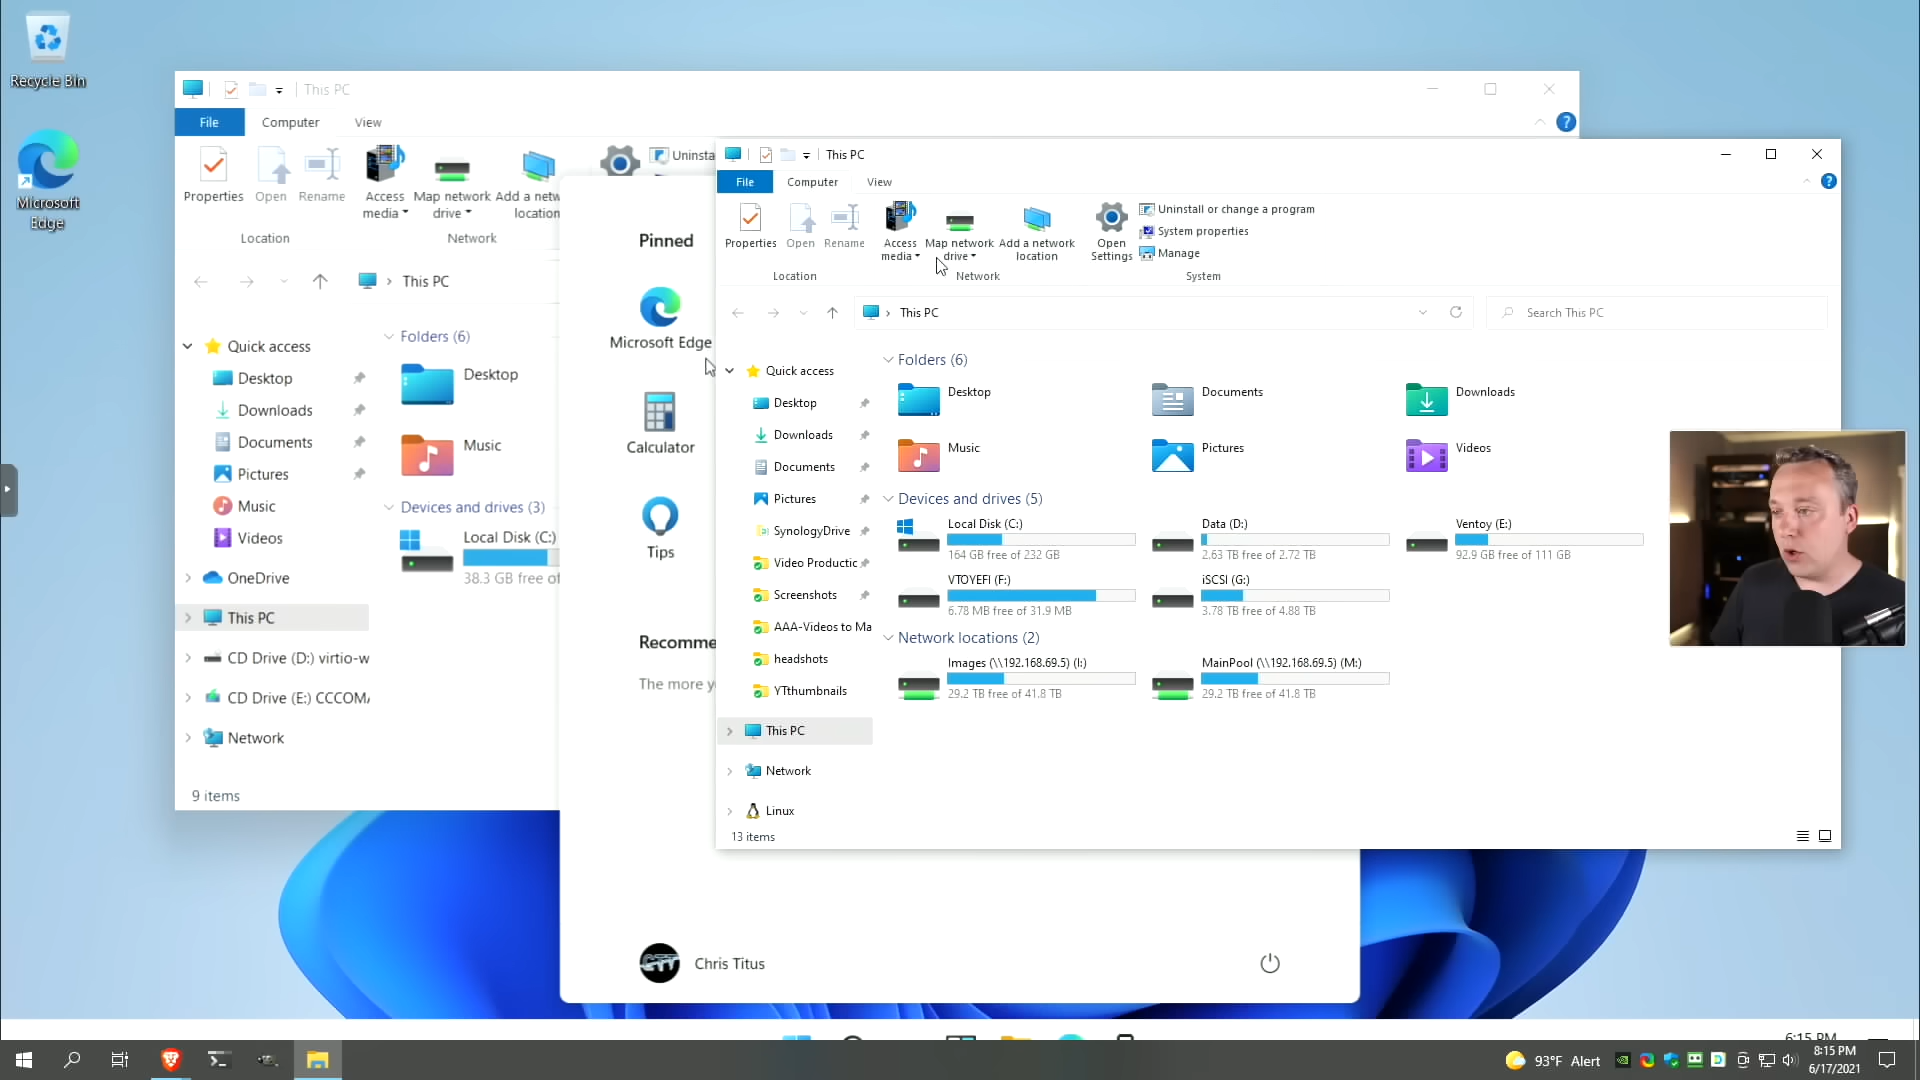 Recycle Bin
Microsoft
Edge
This PC
File
Computer
View
Properties
Open
Rename
Access
media
Map network
drive
Add a netw
location
Uninsta
Location
Network
This PC
Quick access
Desktop
Downloads
Documents
Pictures
Music
Videos
OneDrive
This PC
CD Drive (D:) virtio-w
CD Drive (E:) CCCOMA
Network
9 items
Folders (6)
Desktop
Music
Devices and drives (3)
Local Disk (C:)
38.3 GB free of
Pinned
Microsoft Edge
Calculator
Tips
Recomme
The more y
Chris Titus
This PC
File
Computer
View
Properties
Open
Rename
Access
media
Map network
drive
Add a network
location
Open
Settings
Uninstall or change a program
System properties
Manage
Location
Network
System
This PC
Search This PC
Quick access
Desktop
Downloads
Documents
Pictures
SynologyDrive
Video Productic
Screenshots
AAA-Videos to Ma
headshots
YTthumbnails
This PC
Network
Linux
13 items
Folders (6)
Desktop
Documents
Downloads
Music
Pictures
Videos
Devices and drives (5)
Local Disk (C:)
164 GB free of 232 GB
Data (D:)
2.63 TB free of 2.72 TB
Ventoy (E:)
92.9 GB free of 111 GB
VTOYEFI (F:)
6.78 MB free of 31.9 MB
iSCSI (G:)
3.78 TB free of 4.88 TB
Network locations (2)
Images (\\192.168.69.5) (I:)
29.2 TB free of 41.8 TB
MainPool (\\192.168.69.5) (M:)
29.2 TB free of 41.8 TB
6:15 PM
93°F Alert
8:15 PM
6/17/2021